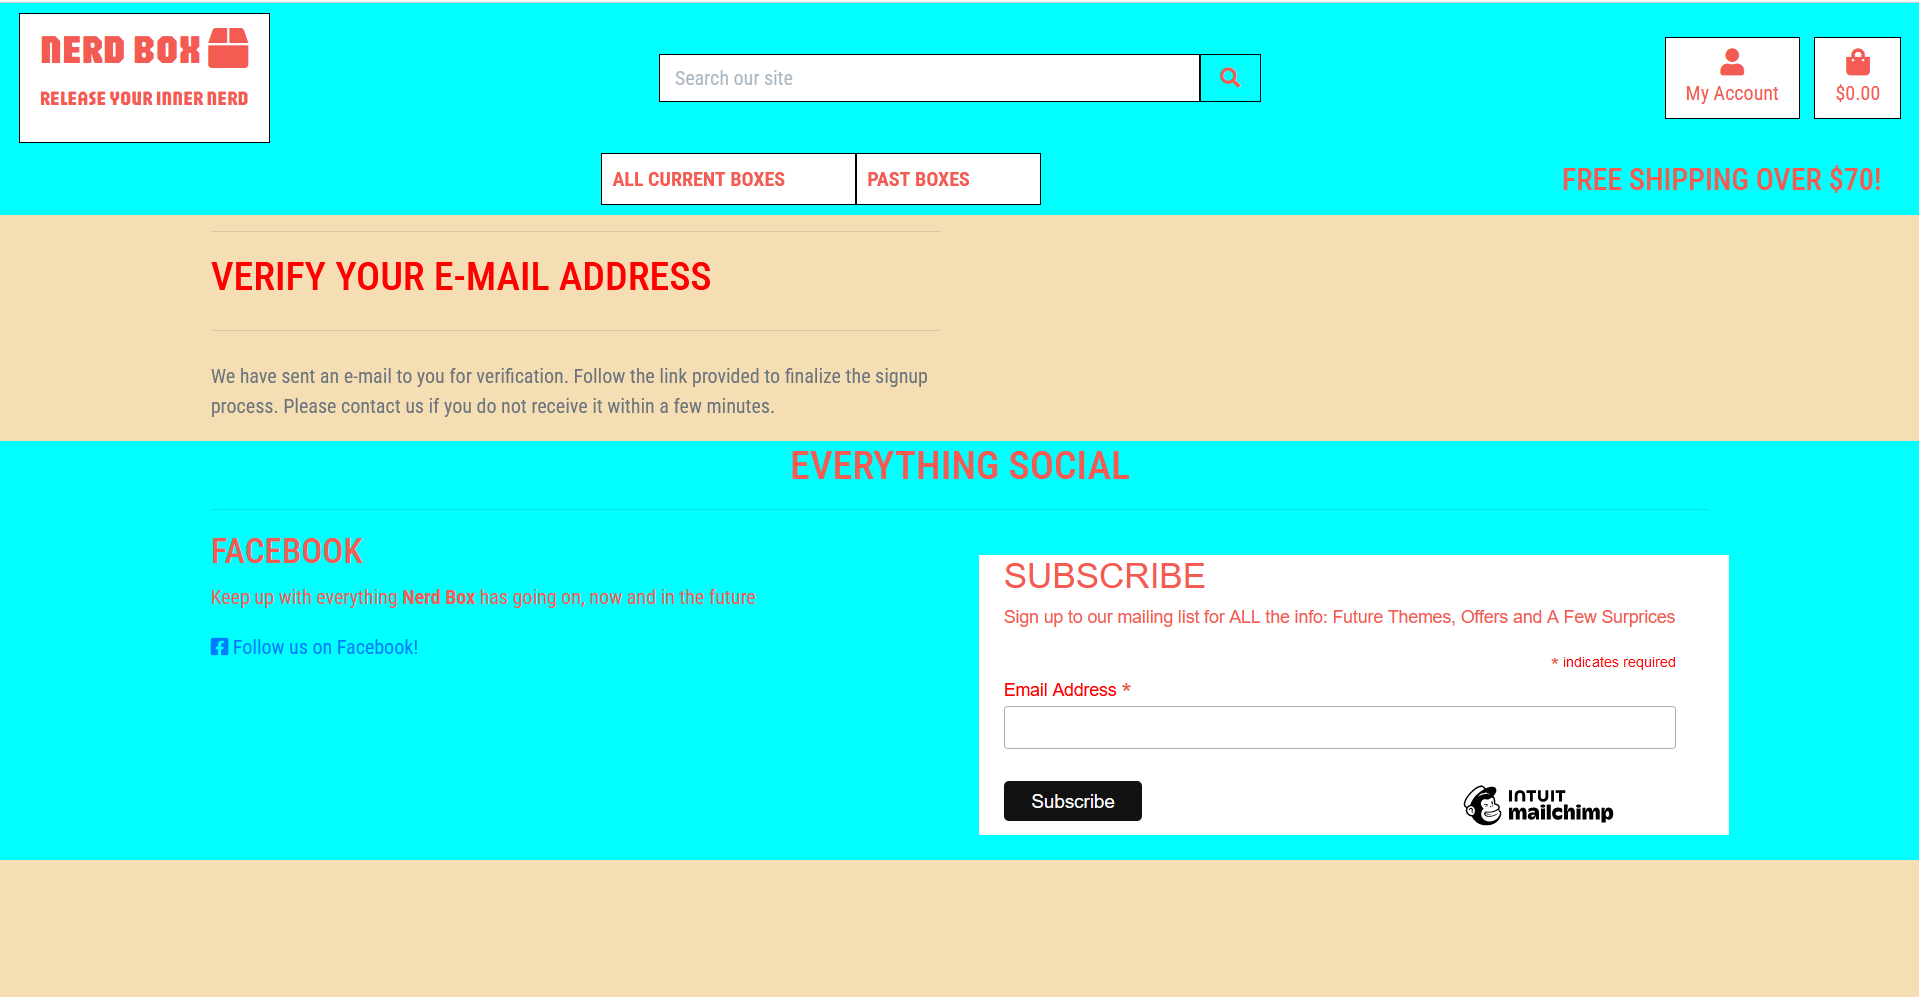 NERD BOX
RELEASE YOUR INNER NERD
Search our site
My Account
$0.00
ALL CURRENT BOXES
PAST BOXES
FREE SHIPPING OVER $70!
VERIFY YOUR E-MAIL ADDRESS
We have sent an e-mail to you for verification. Follow the link provided to finalize the signup
process. Please contact us if you do not receive it within a few minutes.
EVERYTHING SOCIAL
FACEBOOK
Keep up with everything Nerd Box has going on, now and in the future
Follow us on Facebook!
SUBSCRIBE
Sign up to our mailing list for ALL the info: Future Themes, Offers and A Few Surprices
* indicates required
Email Address *
Subscribe
INTUIT
mailchimp